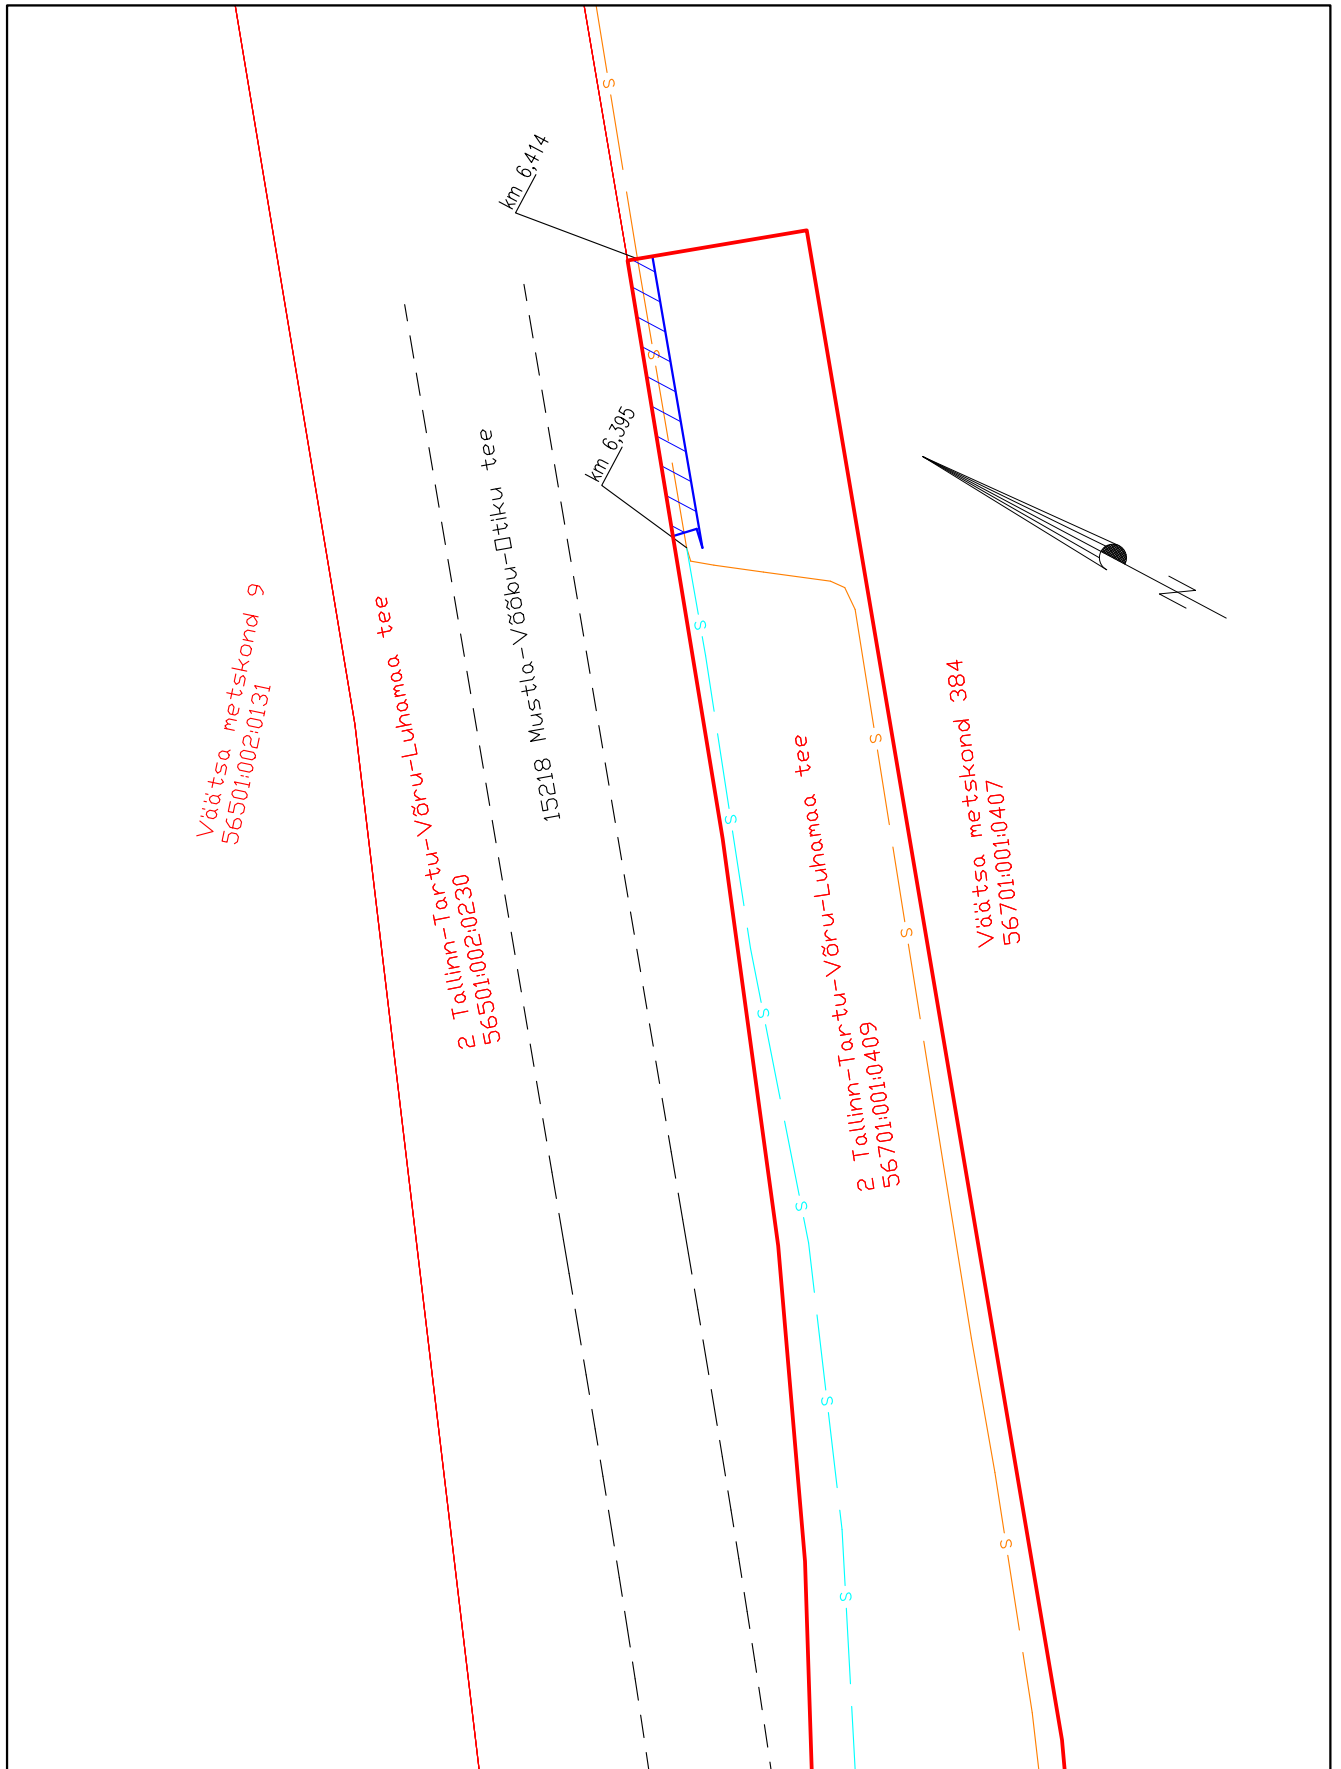 km 6,414
km 6,395
Väätsa metskond 9
56501:002:0131
2 Tallinn-Tartu-Võru-Luhamaa tee
56501:002:0230
15218 Mustla-Võõbu-▯tiku tee
2 Tallinn-Tartu-Võru-Luhamaa tee
56701:001:0409
Väätsa metskond 384
56701:001:0407
N
S
S
S
S
S
S
S
S
S
S
S